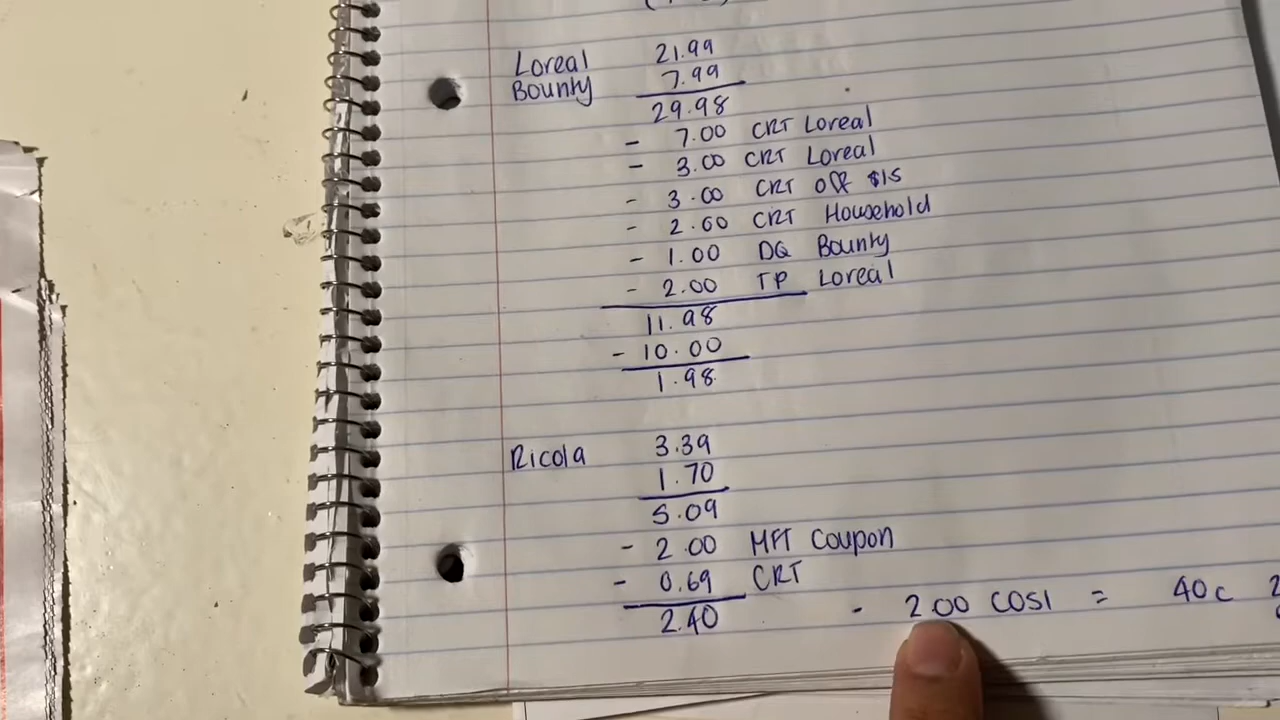 Loreal 21.99
Bounty 7.99
29.98
- 7.00 CRT Loreal
- 3.00 CRT Loreal
- 3.00 CRT off $15
- 2.00 CRT Household
- 1.00 DQ Bounty
- 2.00 TP Loreal
11.98
- 10.00
1.98
Ricola 3.39
1.70
5.09
- 2.00 MFT Coupon
- 0.69 CRT
2.40 - 2.00 COS1 = 40c